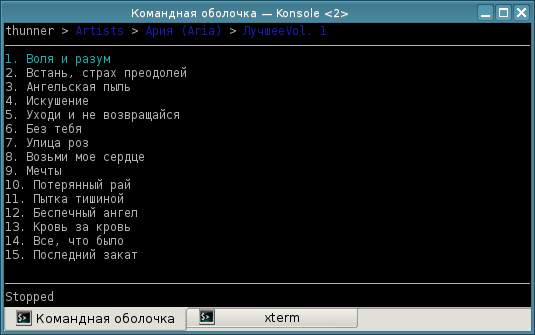 Командная оболочка — Konsole <2>
thunner > Artists > Ария (Aria) > ЛучшееVol. 1
1. Воля и разум
2. Встань, страх преодолей
3. Ангельская пыль
4. Искушение
5. Уходи и не возвращайся
6. Без тебя
7. Улица роз
8. Возьми мое сердце
9. Мечты
10. Потерянный рай
11. Пытка тишиной
12. Беспечный ангел
13. Кровь за кровь
14. Все, что было
15. Последний закат
Stopped
Командная оболочка xterm